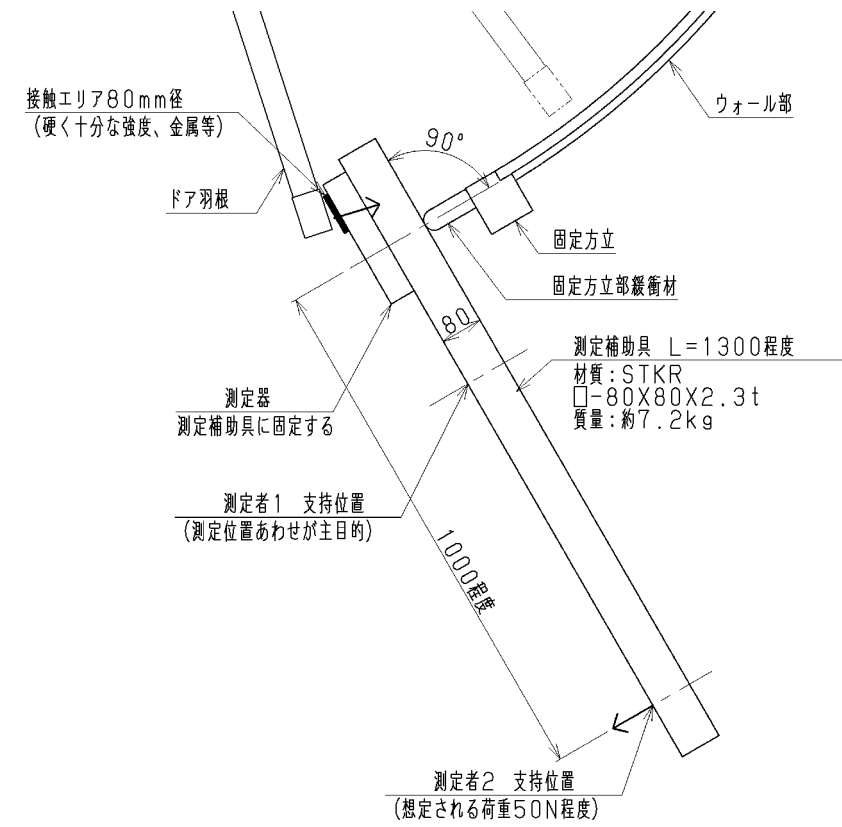 接触エリア80mm径
(硬く十分な強度、金属等)
ドア羽根
90°
ウォール部
固定方立
固定方立部緩衝材
80
測定補助具 L=1300程度
材質:STKR
□-80X80X2.3t
質量:約7.2kg
測定器
測定補助具に固定する
測定者1 支持位置
(測定位置あわせが主目的)
1000程度
測定者2 支持位置
(想定される荷重50N程度)